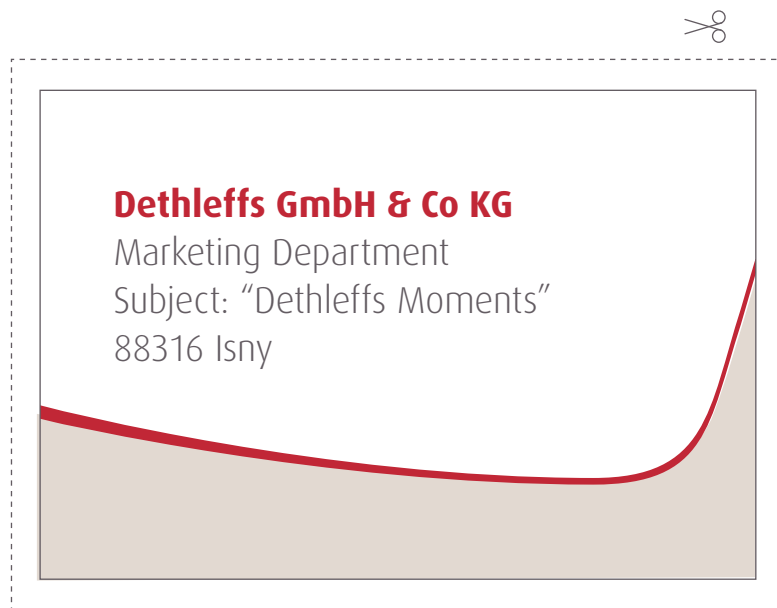 Dethleffs GmbH & Co KG
Marketing Department
Subject: “Dethleffs Moments”
88316 Isny